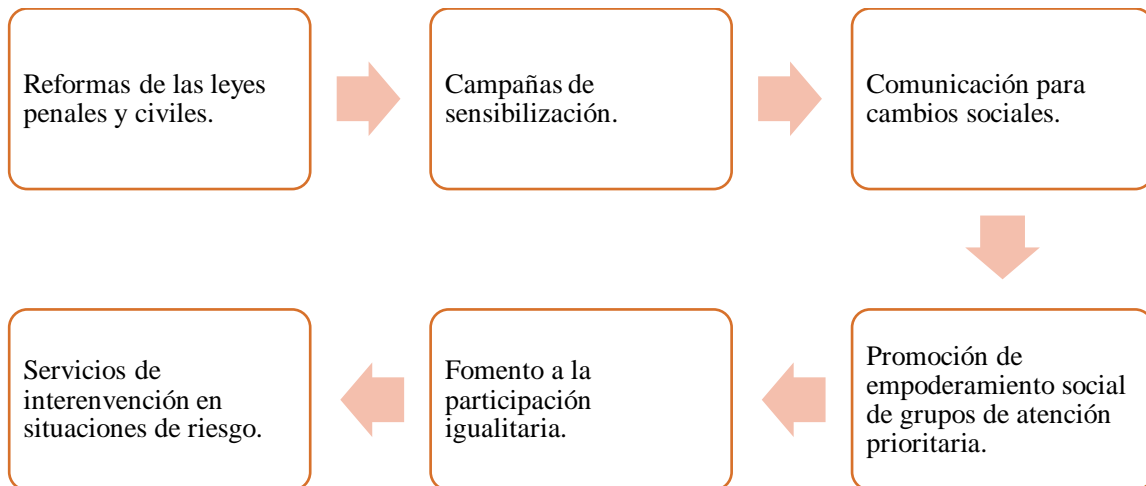 Reformas de las leyes
penales y civiles.
Campañas de
sensibilización.
Comunicación para
cambios sociales.
Promoción de
empoderamiento social
de grupos de atención
prioritaria.
Fomento a la
participación
igualitaria.
Servicios de
interenvención en
situaciones de riesgo.